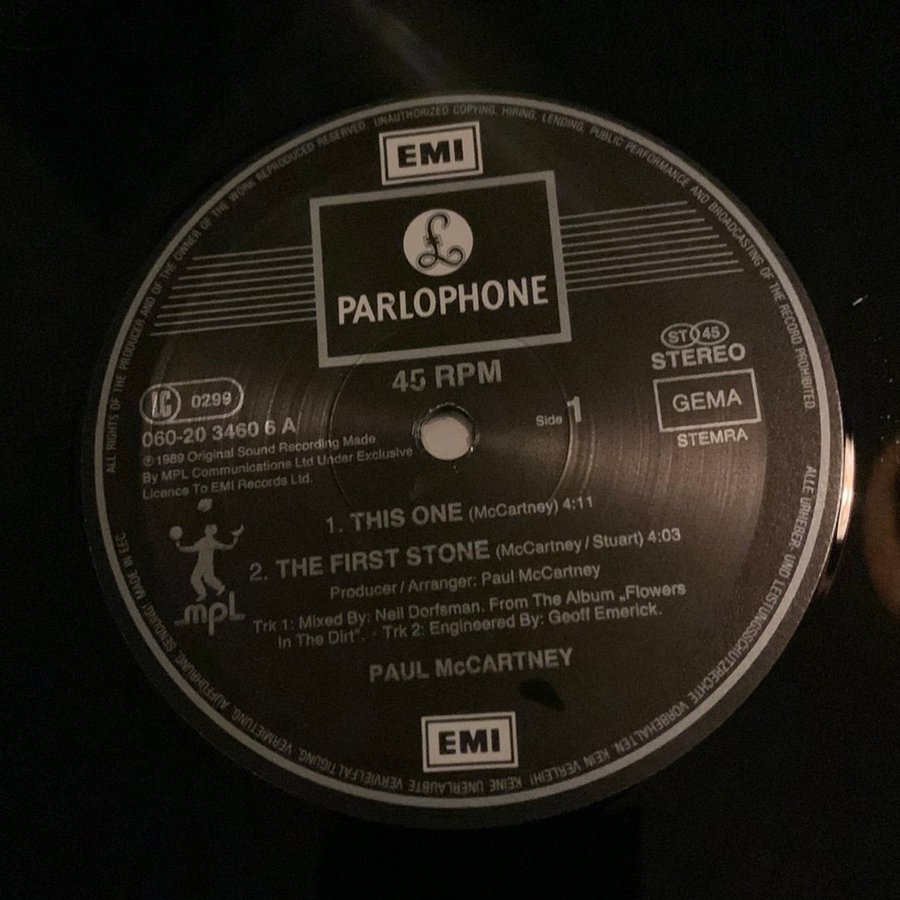 ALL RIGHTS OF THE PRODUCER AND OF THE OWNER OF THE WORK REPRODUCED RESERVED. UNAUTHORIZED COPYING, HIRING, LENDING, PUBLIC PERFORMANCE AND BROADCASTING OF THE RECORD PROHIBITED.
EMI
£
PARLOPHONE
45 RPM
ST 45
STEREO
GEMA
STEMRA
Side 1
LC 0299
060-20 3460 6 A
℗ 1989 Original Sound Recording Made
By MPL Communications Ltd Under Exclusive
Licence To EMI Records Ltd.
1. THIS ONE (McCartney) 4:11
2. THE FIRST STONE (McCartney / Stuart) 4:03
Producer / Arranger: Paul McCartney
Trk 1: Mixed By: Neil Dorfsman. From The Album „Flowers
In The Dirt". - Trk 2: Engineered By: Geoff Emerick.
mpL
PAUL McCARTNEY
EMI
ALLE URHEBER- UND LEISTUNGSSCHUTZRECHTE VORBEHALTEN. KEIN VERLEIH! KEINE UNERLAUBTE VERVIELFÄLTIGUNG, VERMIETUNG, AUFFÜHRUNG, SENDUNG! MADE IN EEC